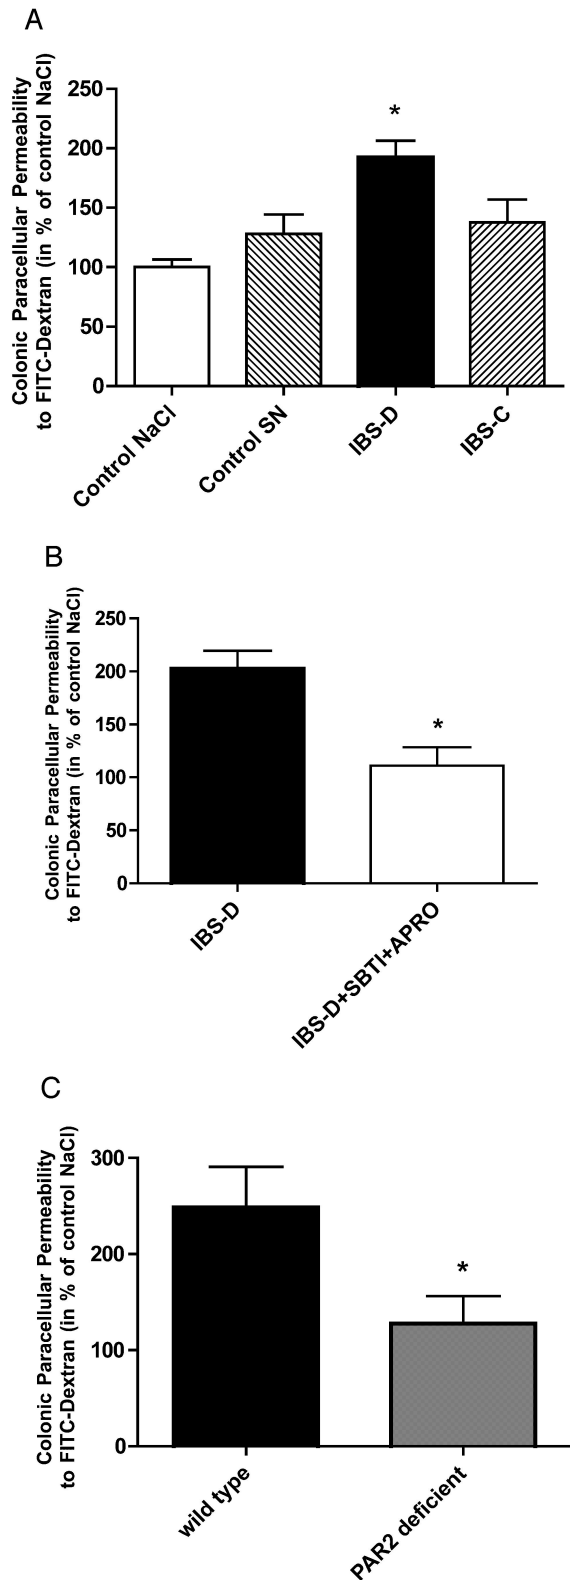 A
Colonic Paracellular Permeability
to FITC-Dextran (in % of control NaCl)
250
200
150
100
50
0
*
Control NaCl
Control SN
IBS-D
IBS-C
B
Colonic Paracellular Permeability
to FITC-Dextran (in % of control NaCl)
250
200
150
100
50
0
*
IBS-D
IBS-D+SBTI+APRO
C
Colonic Paracellular Permeability
to FITC-Dextran (in % of control NaCl)
300
200
100
0
*
wild type
PAR2 deficient